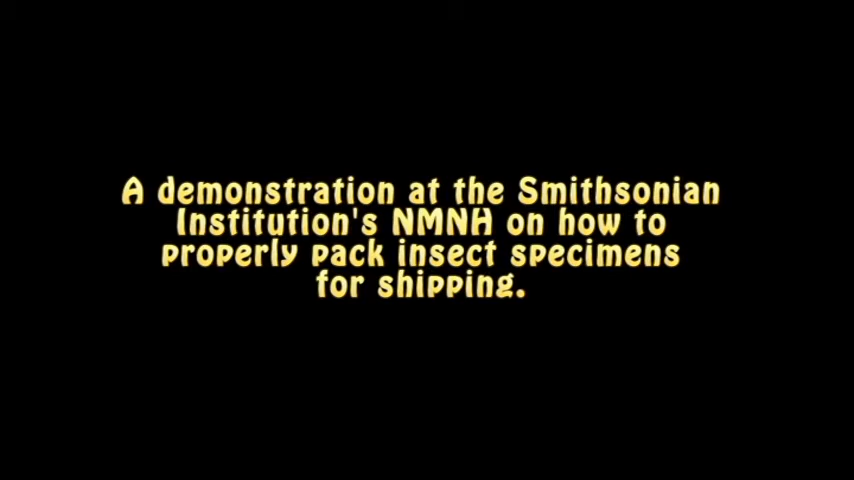 A demonstration at the Smithsonian
Institution's NMNH on how to
properly pack insect specimens
for shipping.